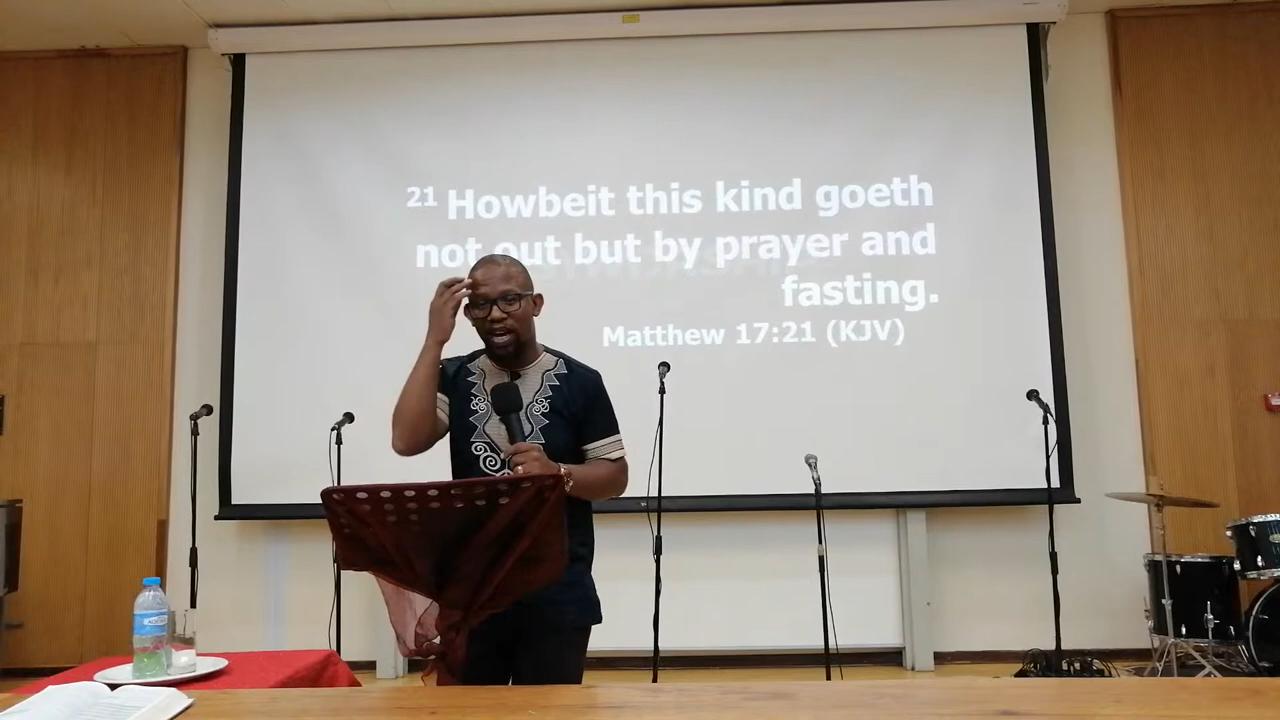 21 Howbeit this kind goeth
not out but by prayer and
fasting.
Matthew 17:21 (KJV)